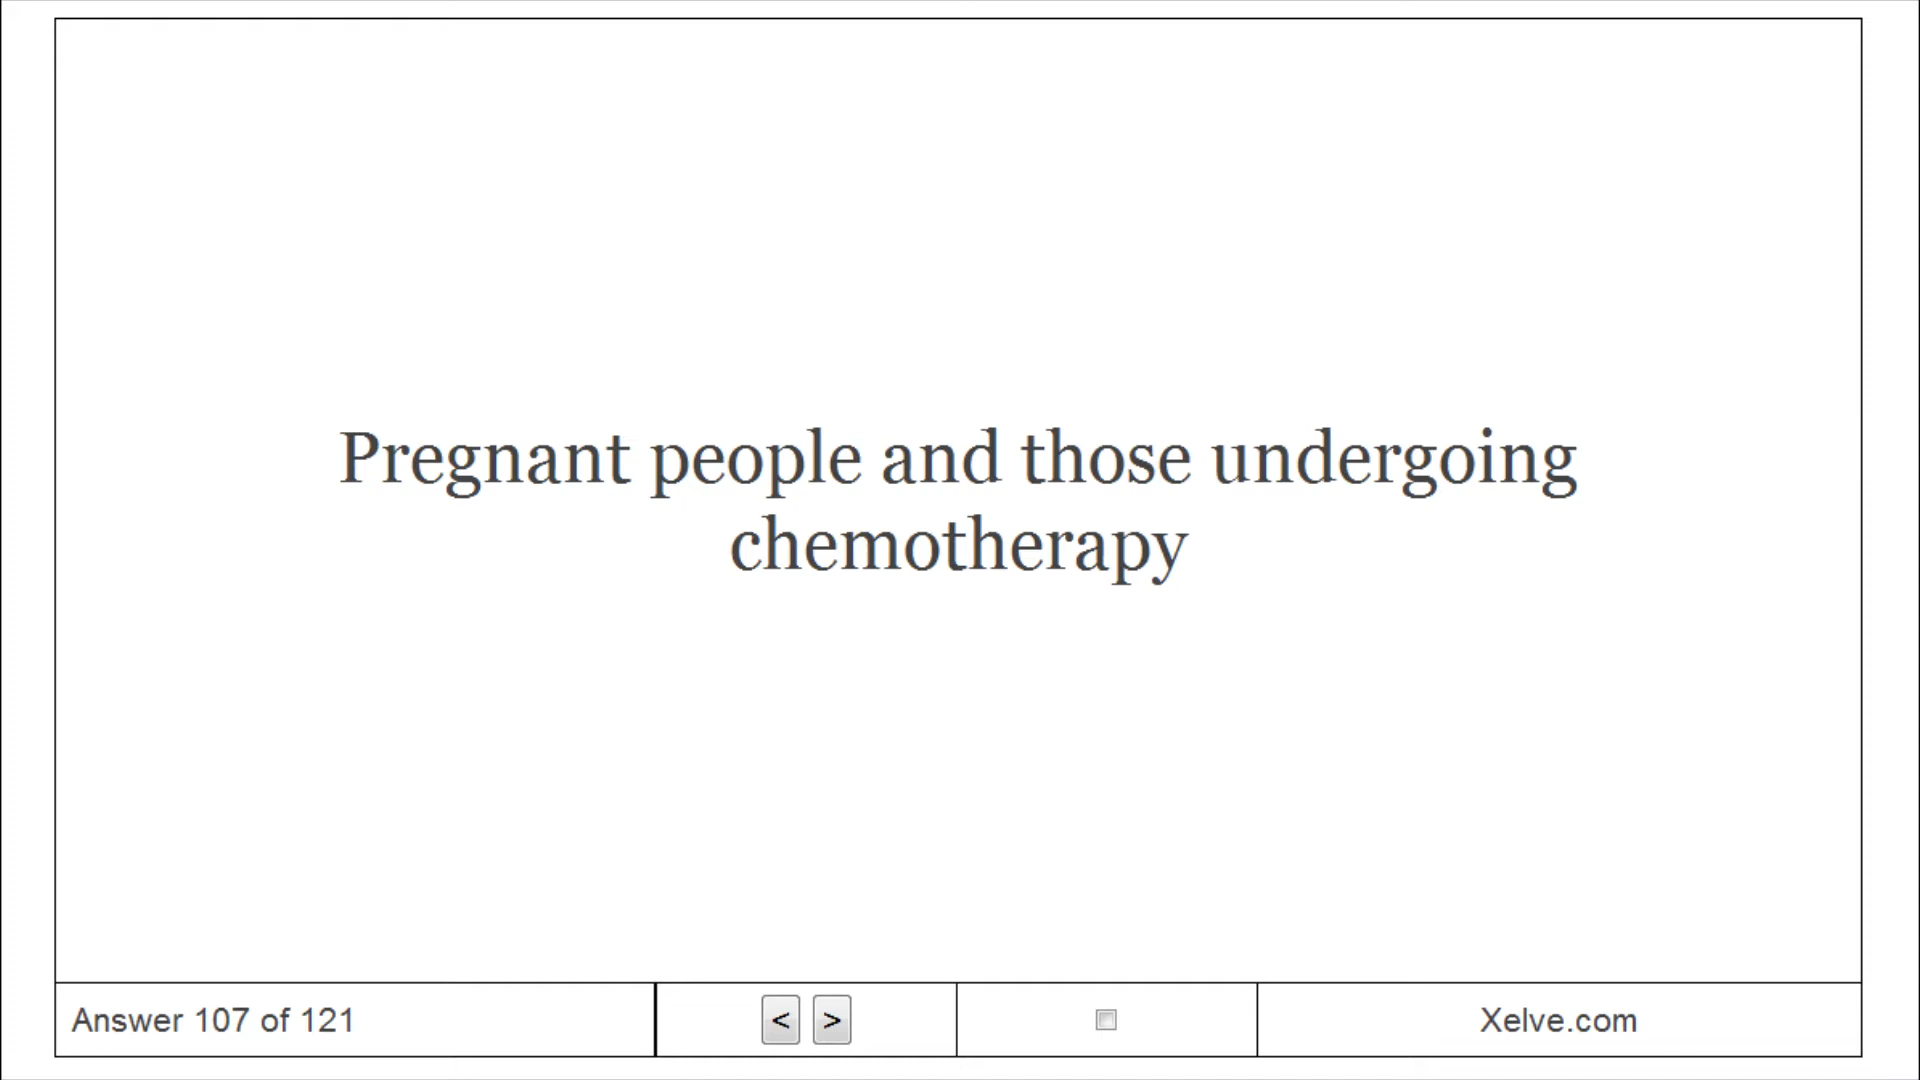 Pregnant people and those undergoing
chemotherapy
Answer 107 of 121
<
>
Xelve.com